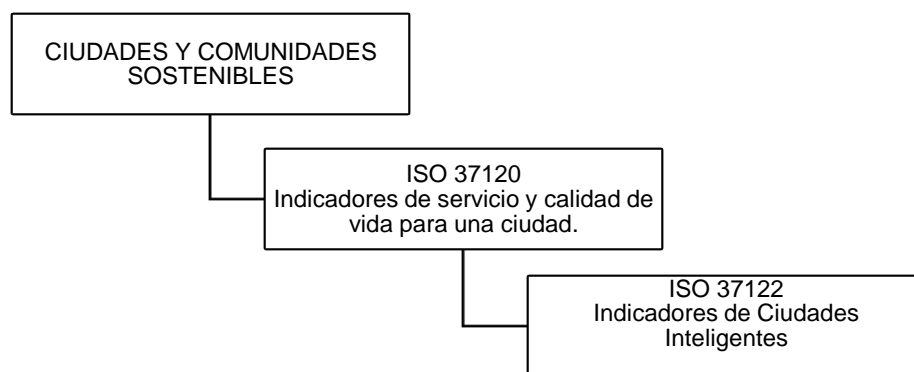 CIUDADES Y COMUNIDADES
SOSTENIBLES
ISO 37120
Indicadores de servicio y calidad de
vida para una ciudad.
ISO 37122
Indicadores de Ciudades
Inteligentes